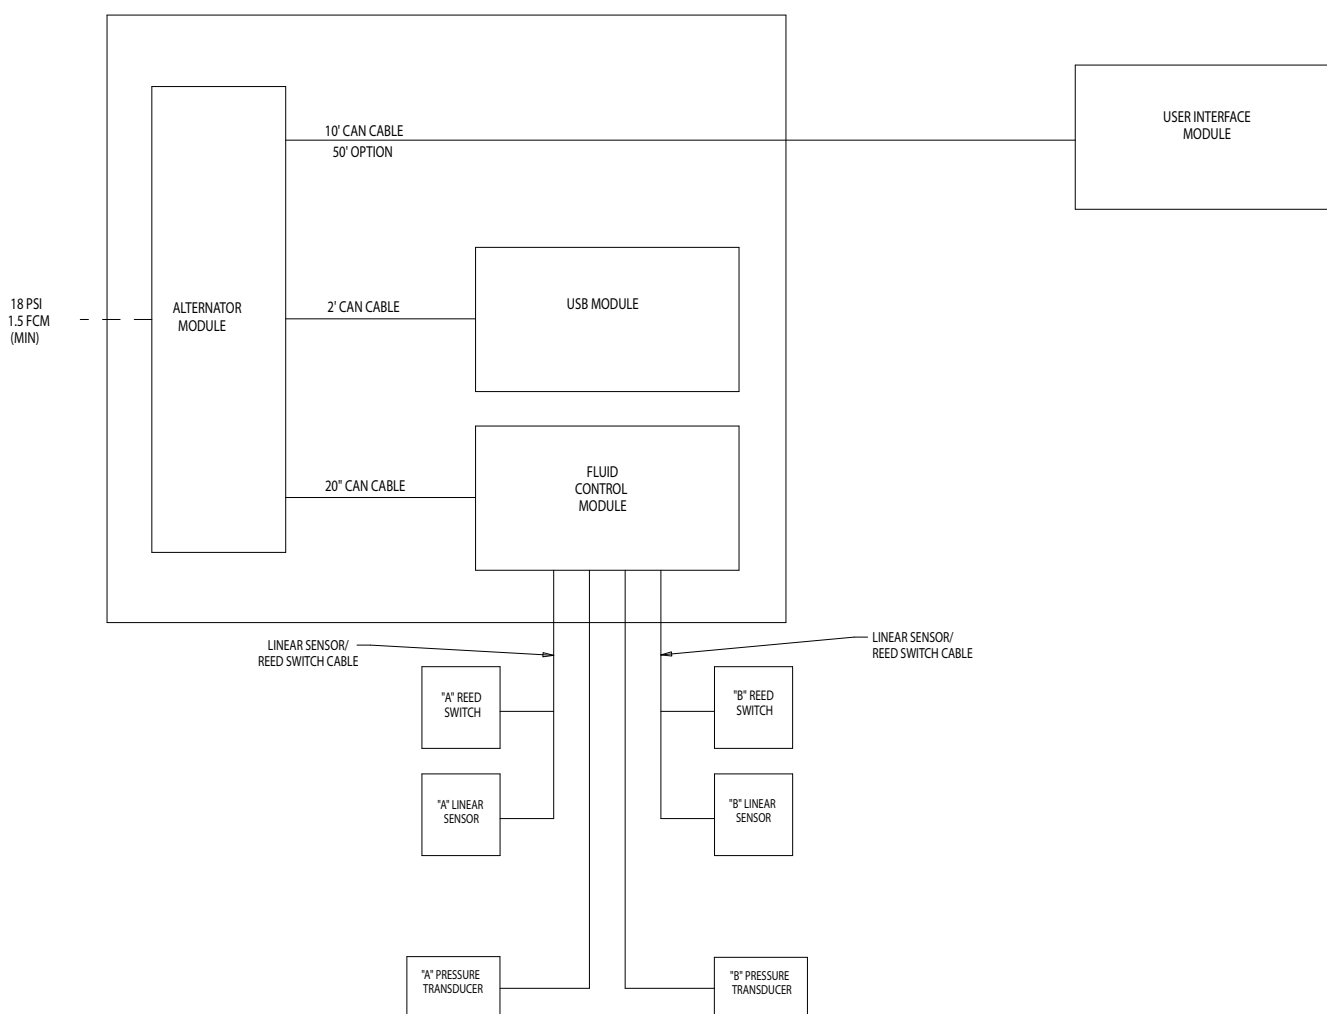 10' CAN CABLE
50' OPTION
USER INTERFACE
MODULE
18 PSI
1.5 FCM
(MIN)
ALTERNATOR
MODULE
2' CAN CABLE
USB MODULE
20" CAN CABLE
FLUID
CONTROL
MODULE
LINEAR SENSOR/
REED SWITCH CABLE
LINEAR SENSOR/
REED SWITCH CABLE
"A" REED
SWITCH
"B" REED
SWITCH
"A" LINEAR
SENSOR
"B" LINEAR
SENSOR
"A" PRESSURE
TRANSDUCER
"B" PRESSURE
TRANSDUCER